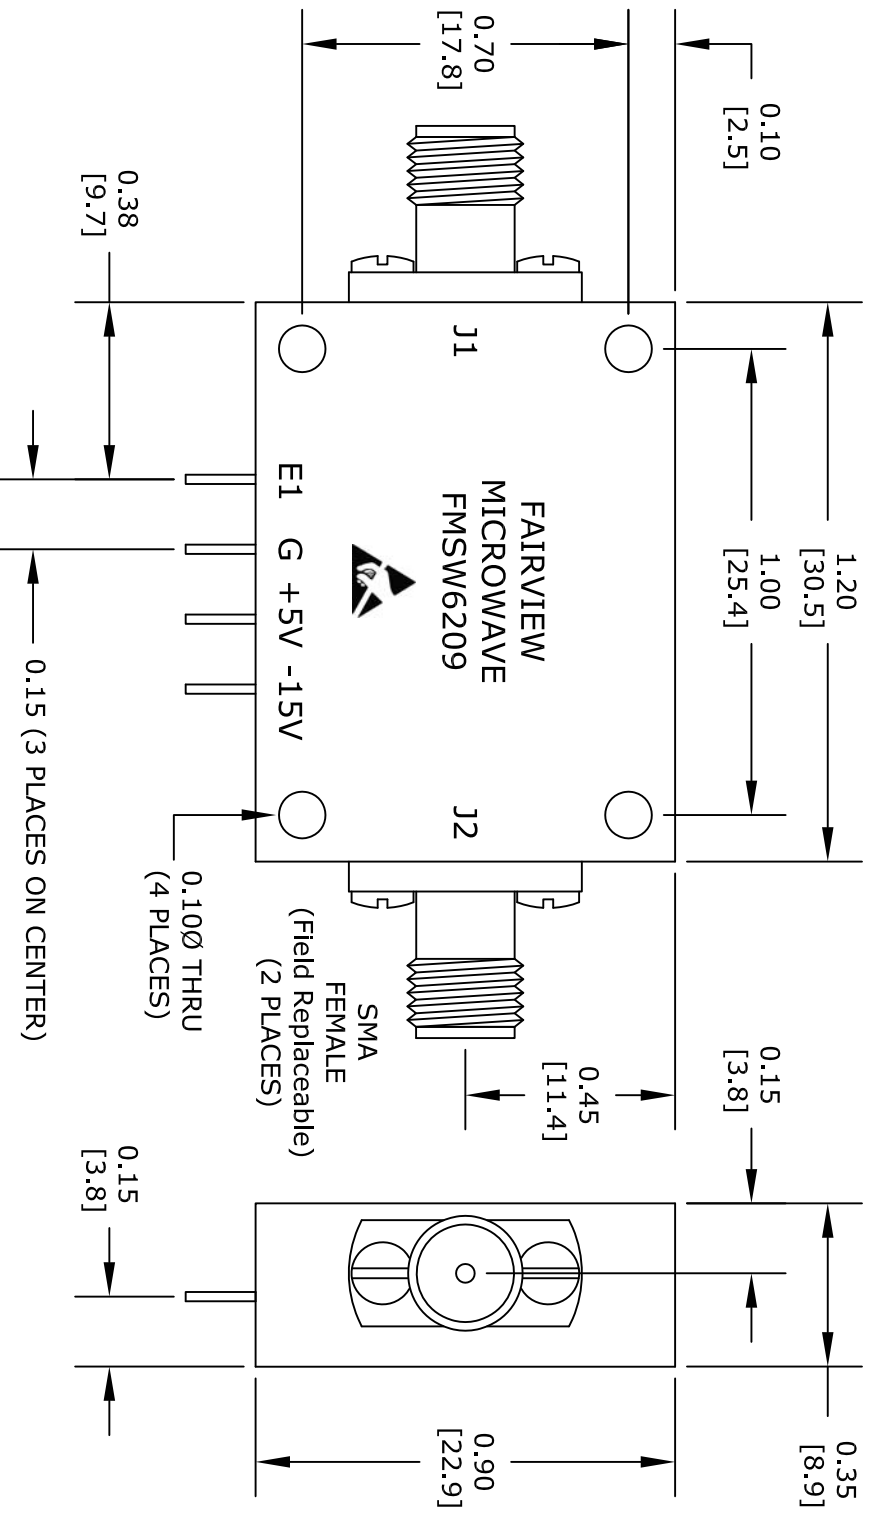 1.20
[30.5]
0.35
[8.9]
1.00
[25.4]
0.10
[2.5]
0.15
[3.8]
0.45
[11.4]
0.70
[17.8]
0.90
[22.9]
J1
FAIRVIEW
MICROWAVE
FMSW6209
J2
E1 G +5V -15V
SMA
FEMALE
(Field Replaceable)
(2 PLACES)
0.10Ø THRU
(4 PLACES)
0.38
[9.7]
0.15
[3.8]
0.15 (3 PLACES ON CENTER)